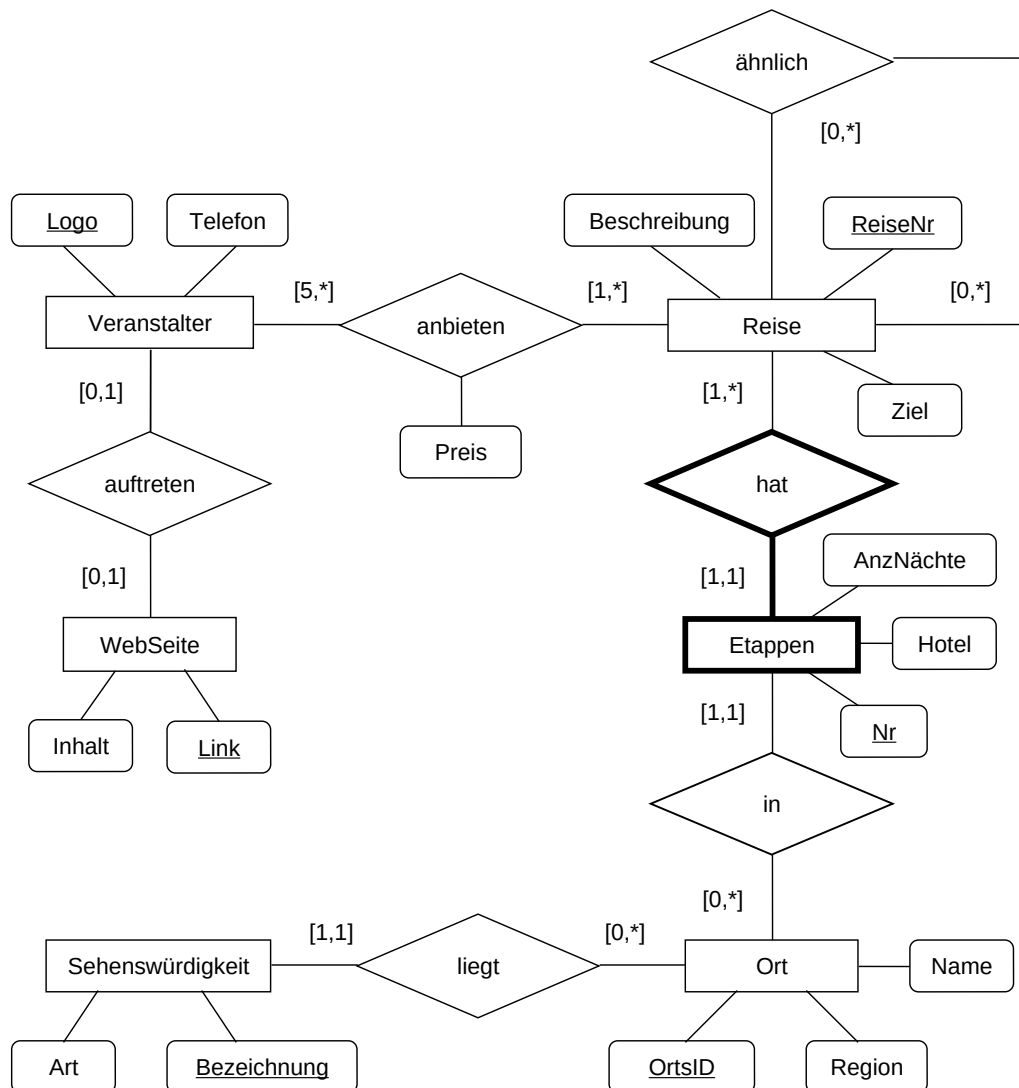 ähnlich
[0,*]
Logo
Telefon
Beschreibung
ReiseNr
[5,*]
[1,*]
[0,*]
Veranstalter
anbieten
Reise
[0,1]
[1,*]
Ziel
Preis
auftreten
hat
[0,1]
[1,1]
AnzNächte
WebSeite
Etappen
Hotel
[1,1]
Inhalt
Link
Nr
in
[0,*]
[1,1]
[0,*]
Sehenswürdigkeit
liegt
Ort
Name
Art
Bezeichnung
OrtsID
Region